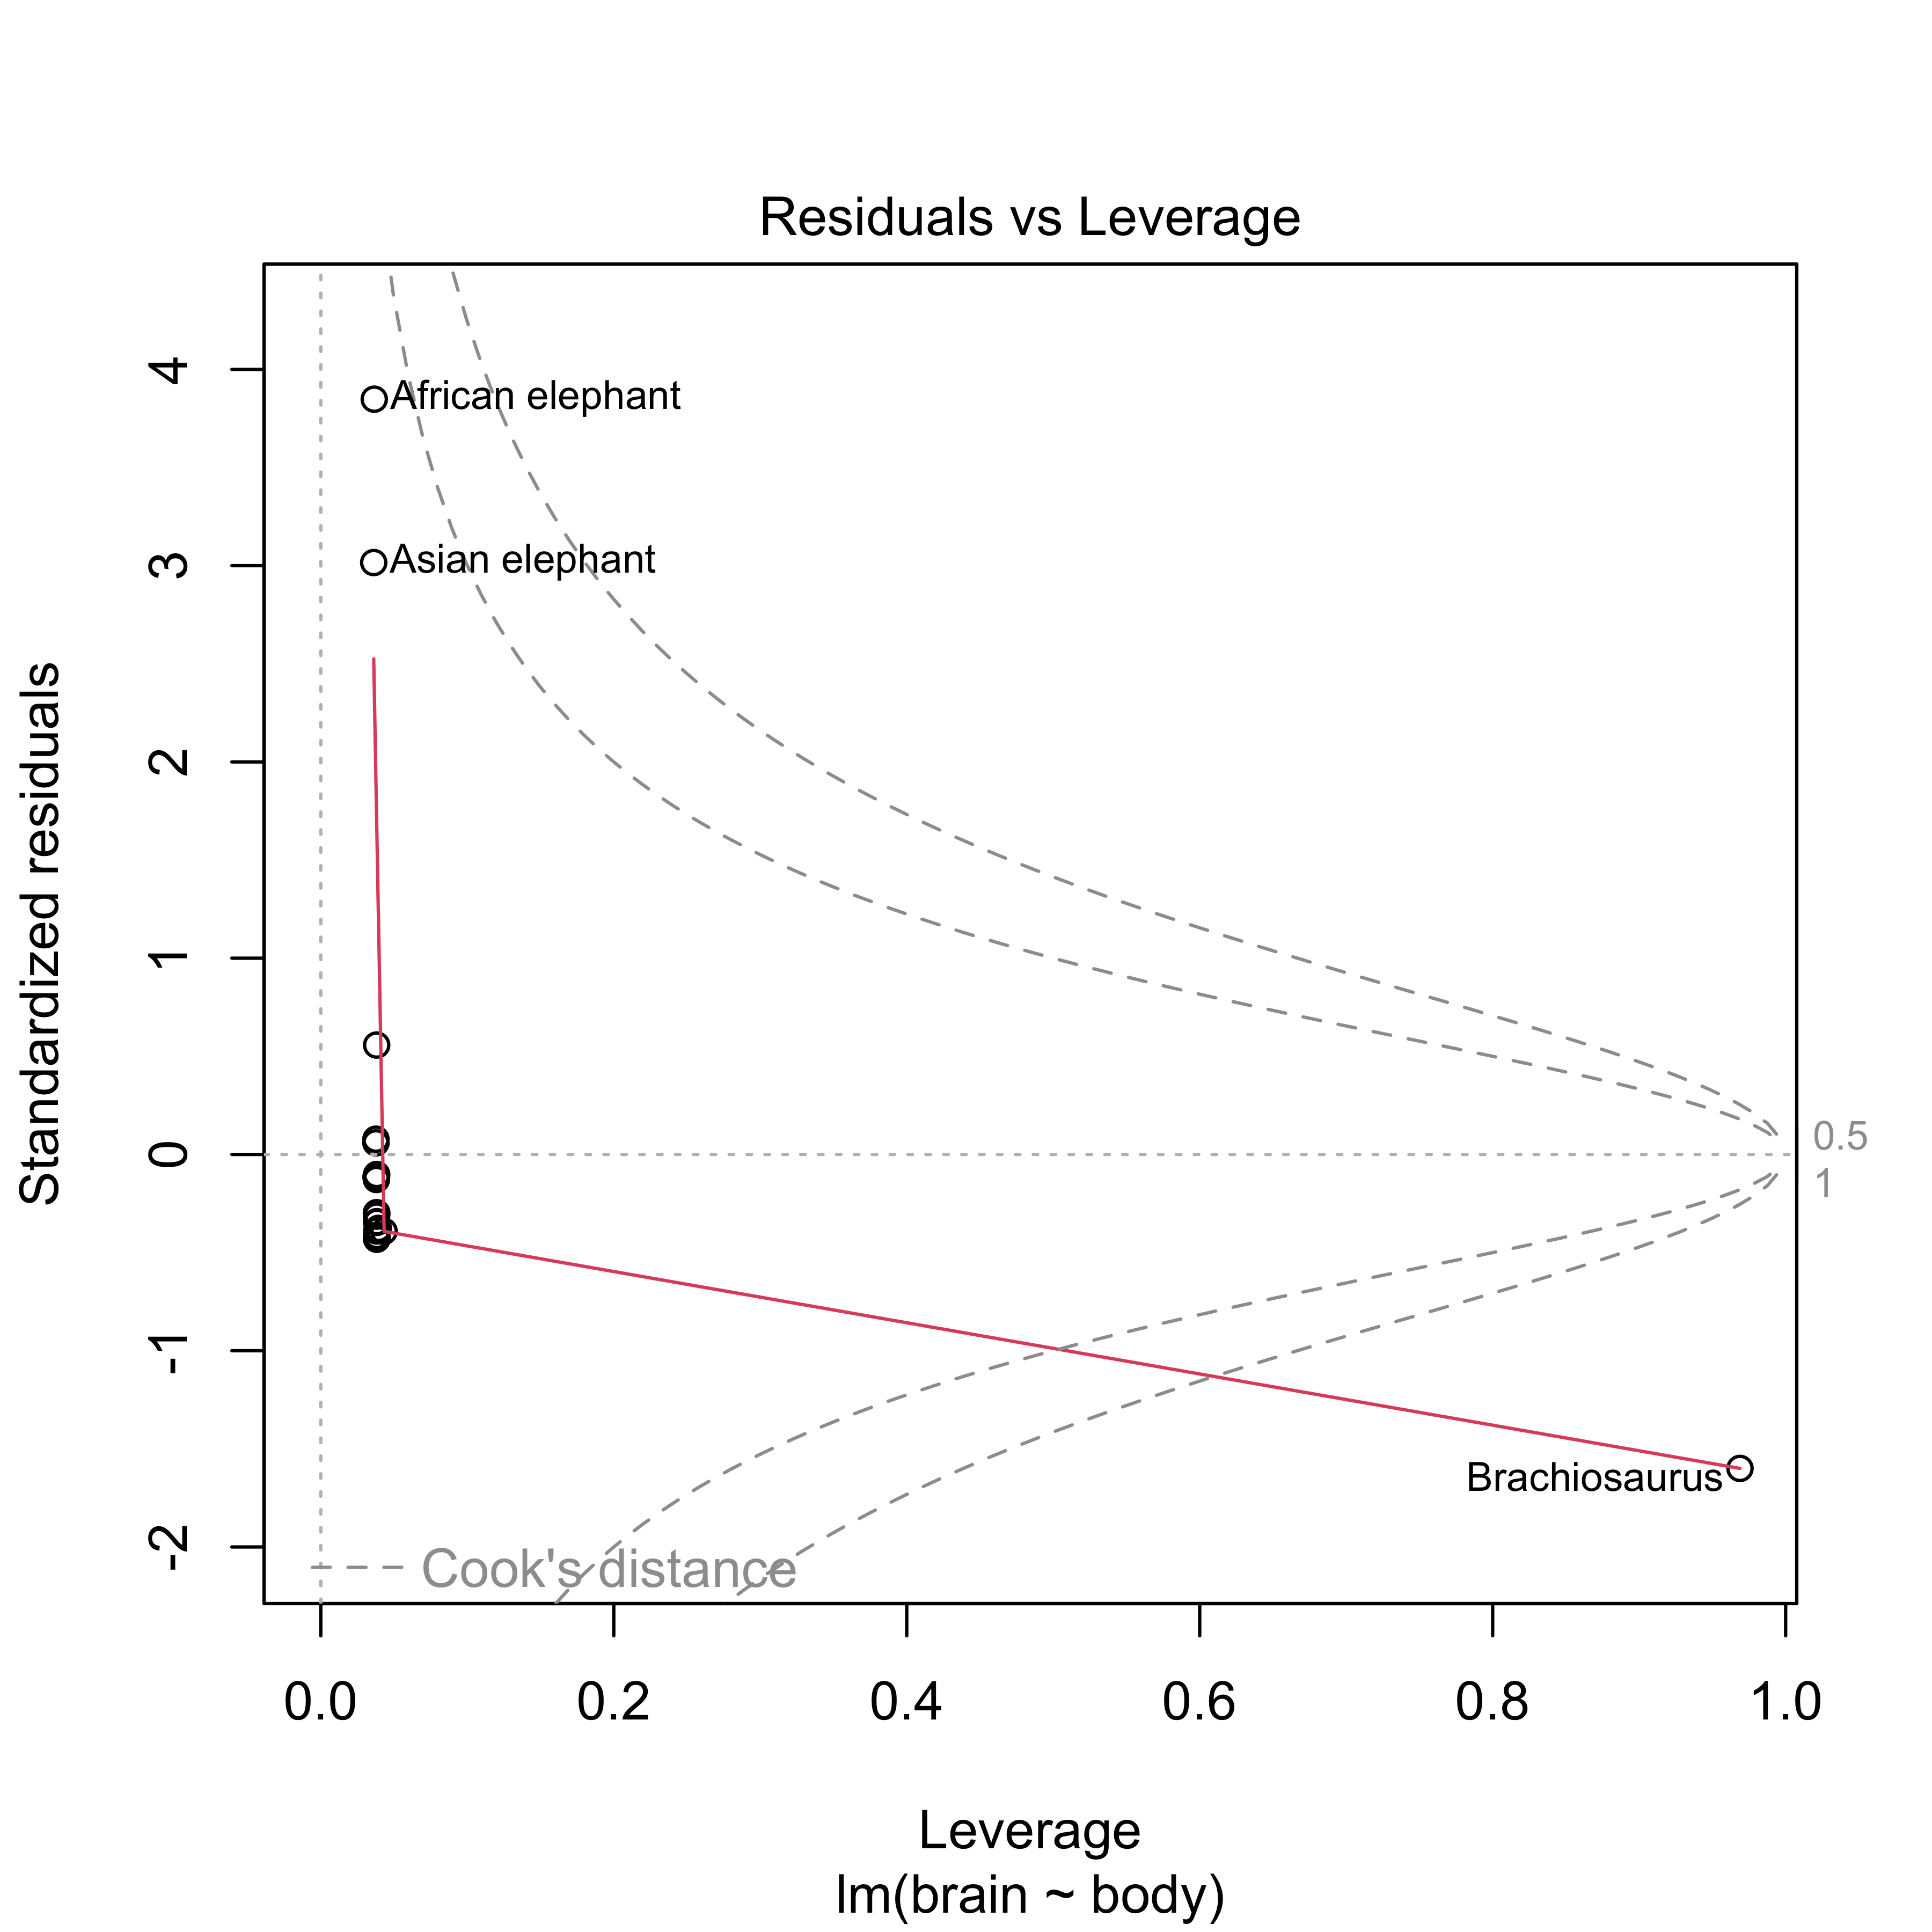 Residuals vs Leverage
4
3
2
1
0
-1
-2
Standardized residuals
African elephant
Asian elephant
Brachiosaurus
0.5
1
Cook's distance
0.0 0.2 0.4 0.6 0.8 1.0
Leverage
lm(brain ~ body)